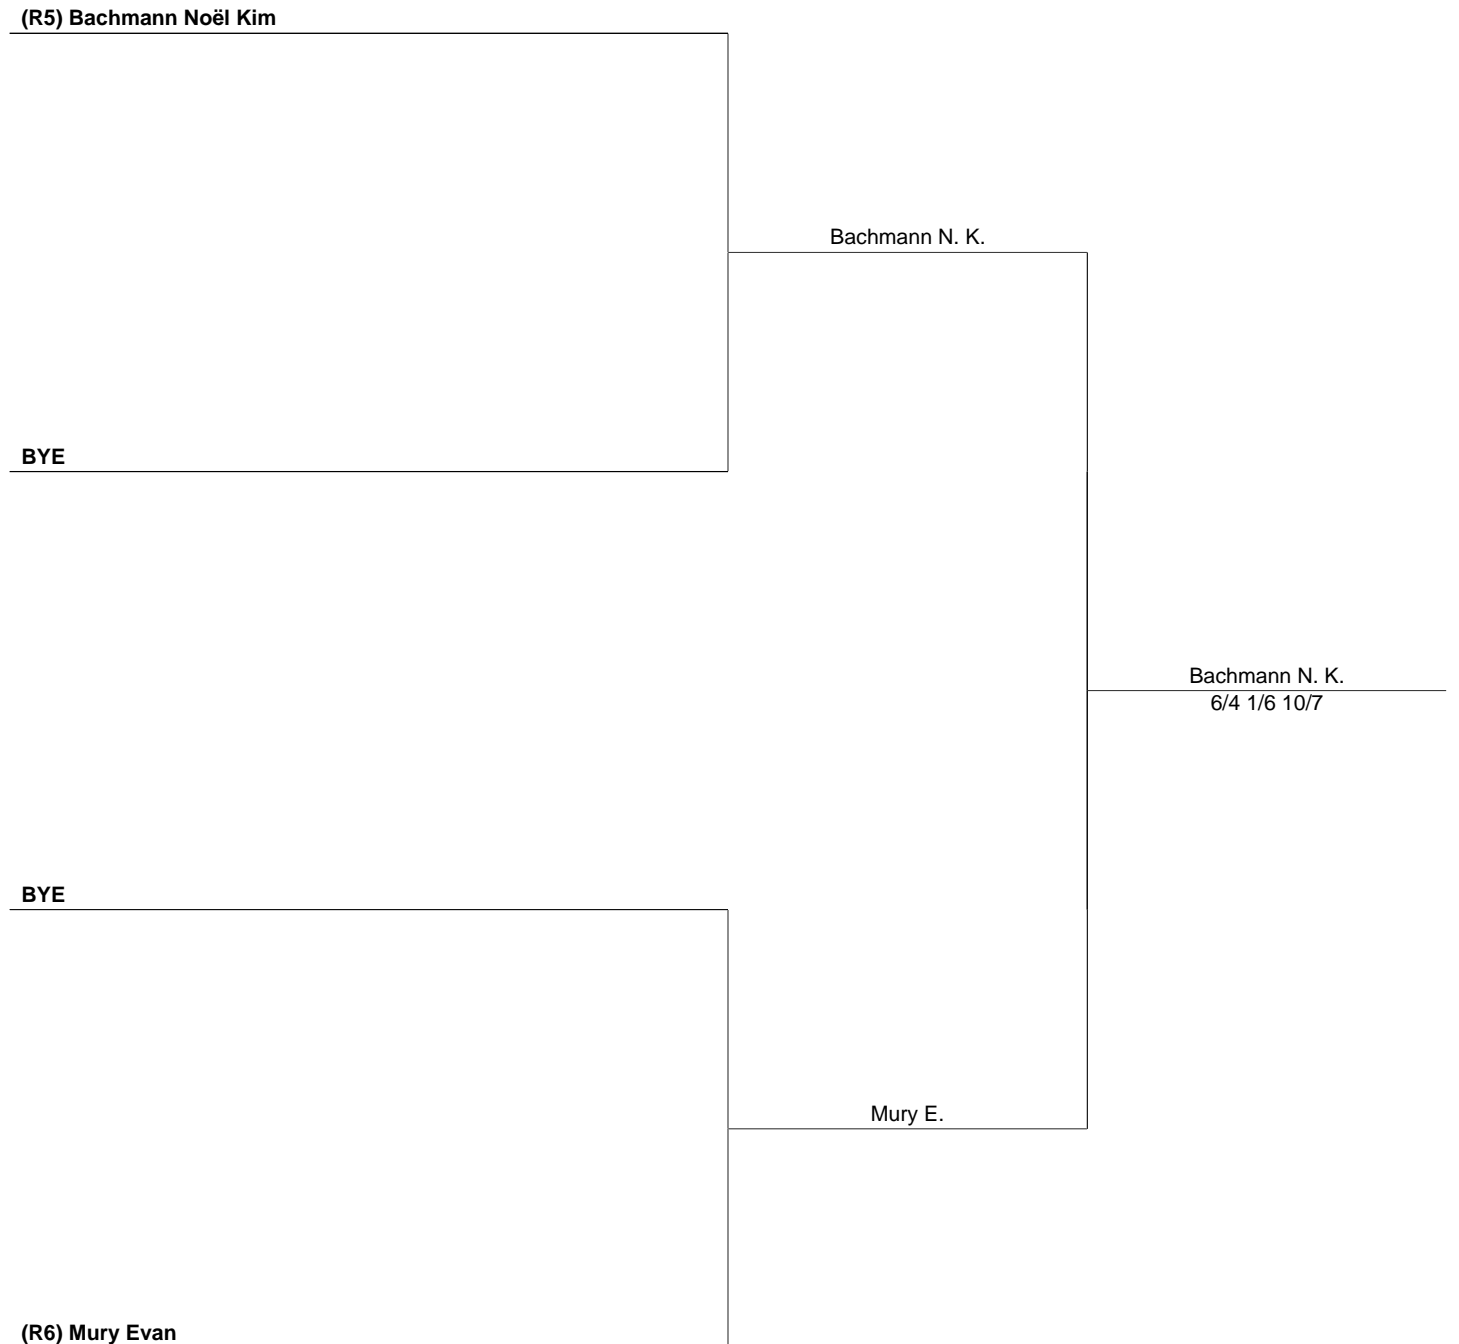 (R5) Bachmann Noël Kim
Bachmann N. K.
BYE
Bachmann N. K.
6/4 1/6 10/7
BYE
Mury E.
(R6) Mury Evan